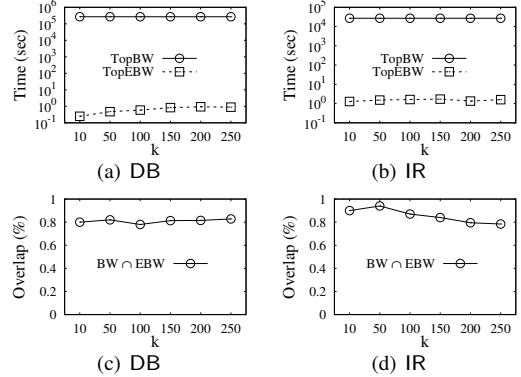 10^6
10^5
10^4
10^3
10^2
10^1
10^0
10^-1
Time (sec)
TopBW
TopEBW
10 50 100 150 200 250
k
(a) DB
10^5
10^4
10^3
10^2
10^1
10^0
10^-1
Time (sec)
TopBW
TopEBW
10 50 100 150 200 250
k
(b) IR
1
0.8
0.6
0.4
0.2
0
Overlap (%)
BW ∩ EBW
10 50 100 150 200 250
k
(c) DB
1
0.8
0.6
0.4
0.2
0
Overlap (%)
BW ∩ EBW
10 50 100 150 200 250
k
(d) IR